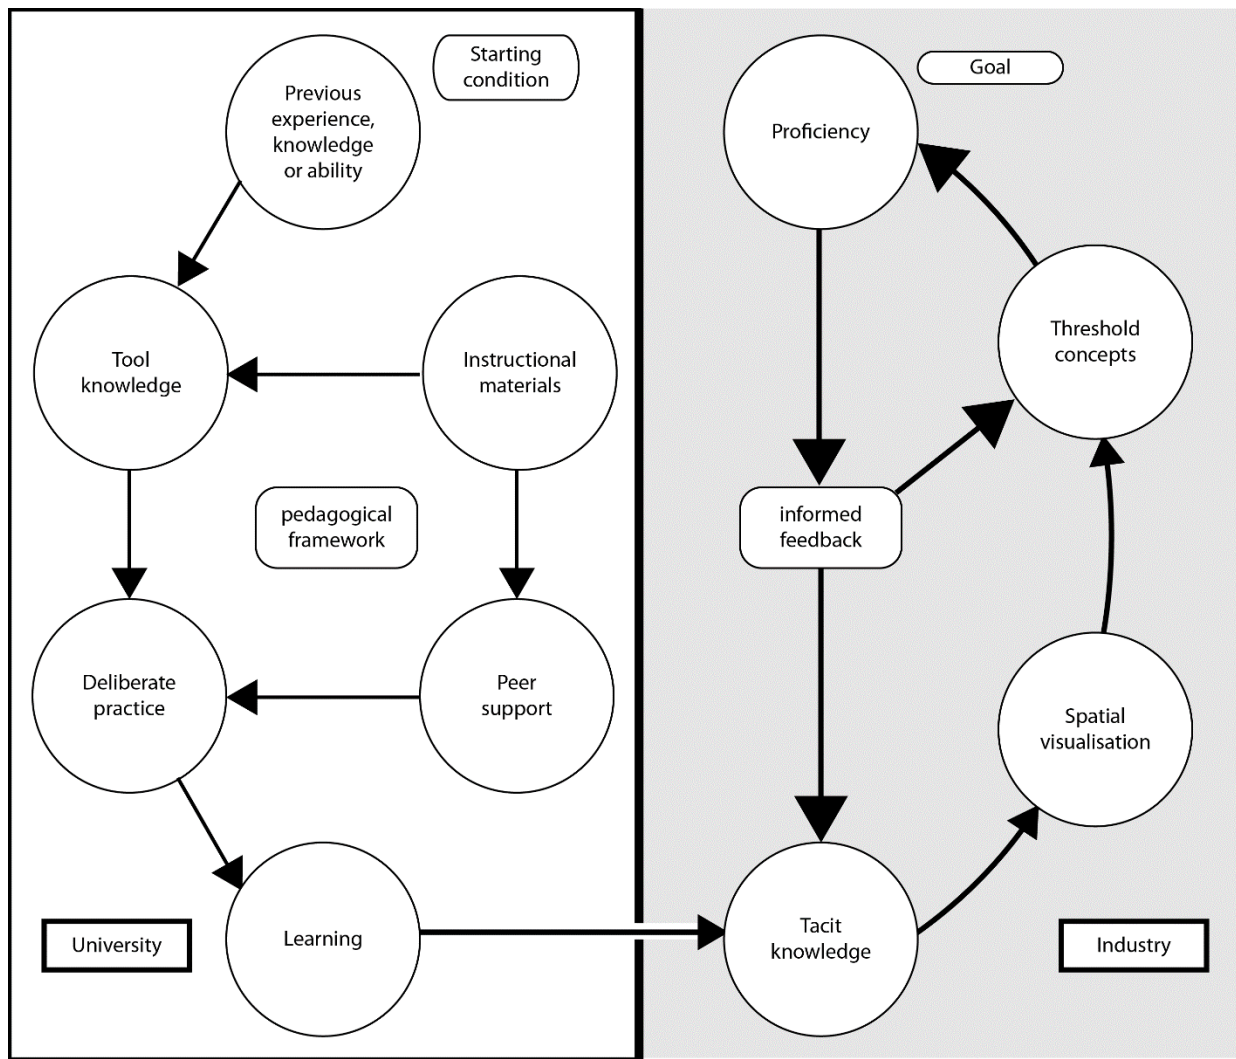 Starting
condition
Previous
experience,
knowledge
or ability
Tool
knowledge
Instructional
materials
pedagogical
framework
Deliberate
practice
Peer
support
University
Learning
Goal
Proficiency
Threshold
concepts
informed
feedback
Spatial
visualisation
Tacit
knowledge
Industry